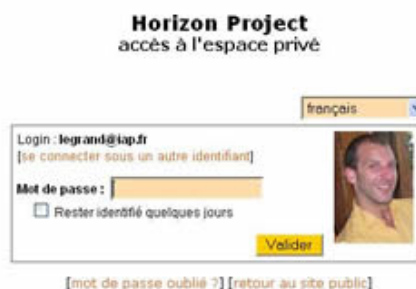 Horizon Project
accès à l'espace privé
français
Login : legrand@iap.fr
[se connecter sous un autre identifiant]
Mot de passe :
Rester identifié quelques jours
Valider
[mot de passe oublié ?] [retour au site public]